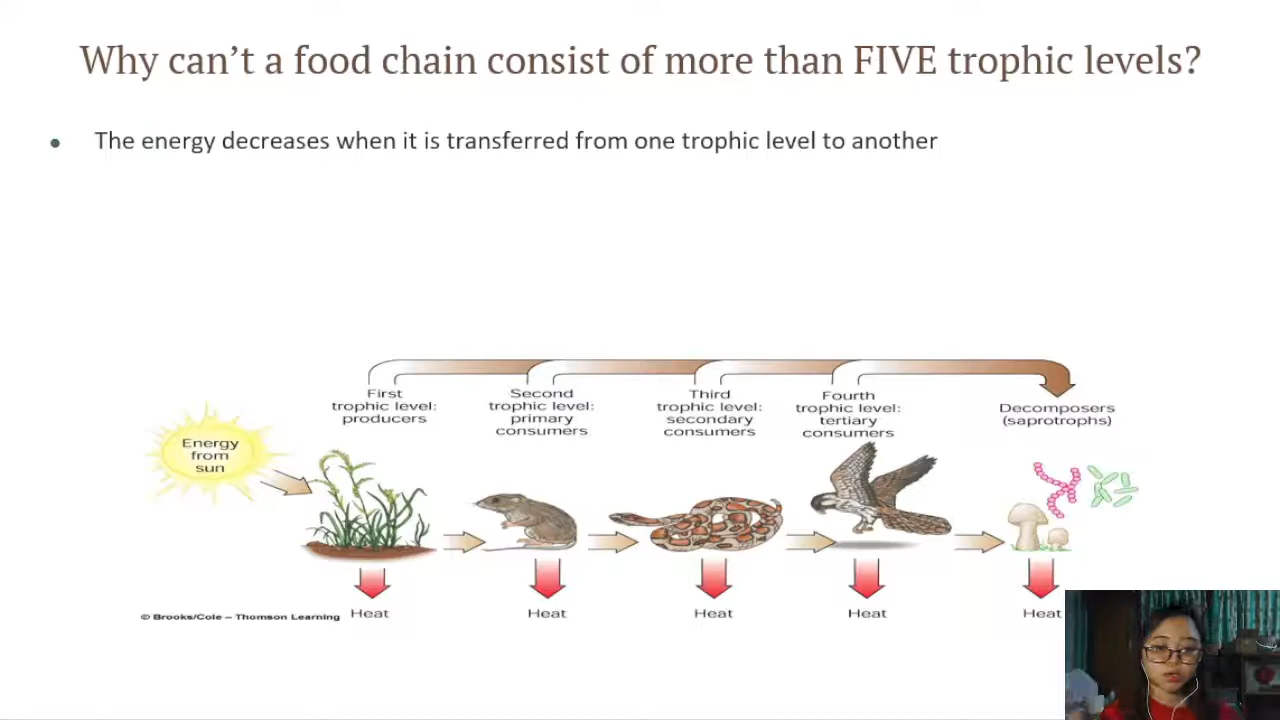 Why can't a food chain consist of more than FIVE trophic levels?
• The energy decreases when it is transferred from one trophic level to another
Energy
from
sun
First
trophic level:
producers
Second
trophic level:
primary
consumers
Third
trophic level:
secondary
consumers
Fourth
trophic level:
tertiary
consumers
Decomposers
(saprotrophs)
Heat
Heat
Heat
Heat
Heat
© Brooks/Cole – Thomson Learning